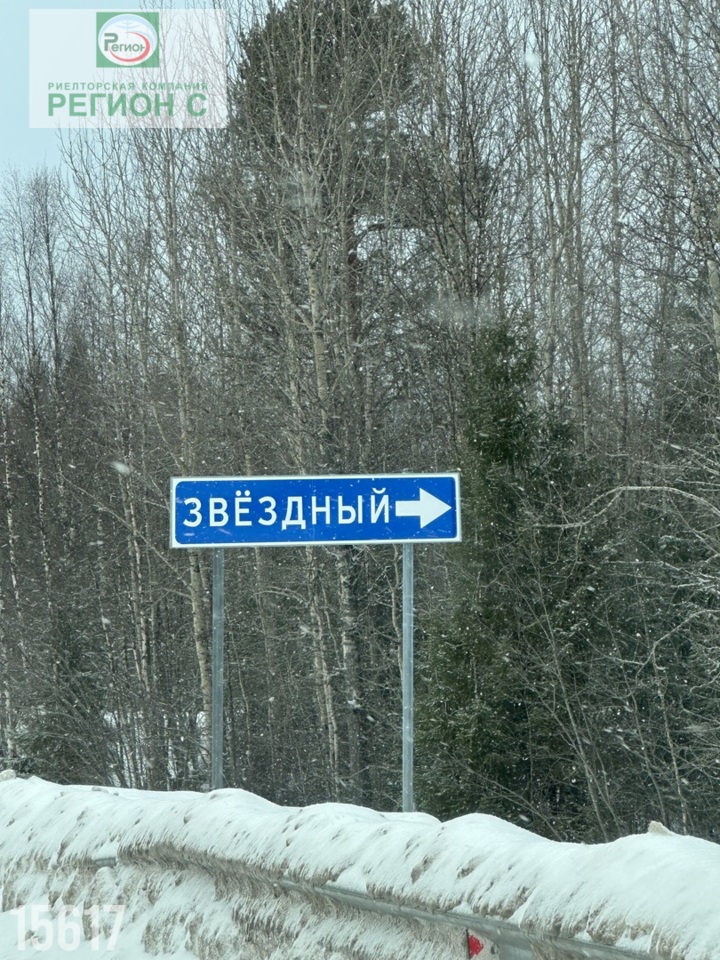 Регион
РИЕЛТОРСКАЯ КОМПАНИЯ
РЕГИОН С
ЗВЁЗДНЫЙ
15617